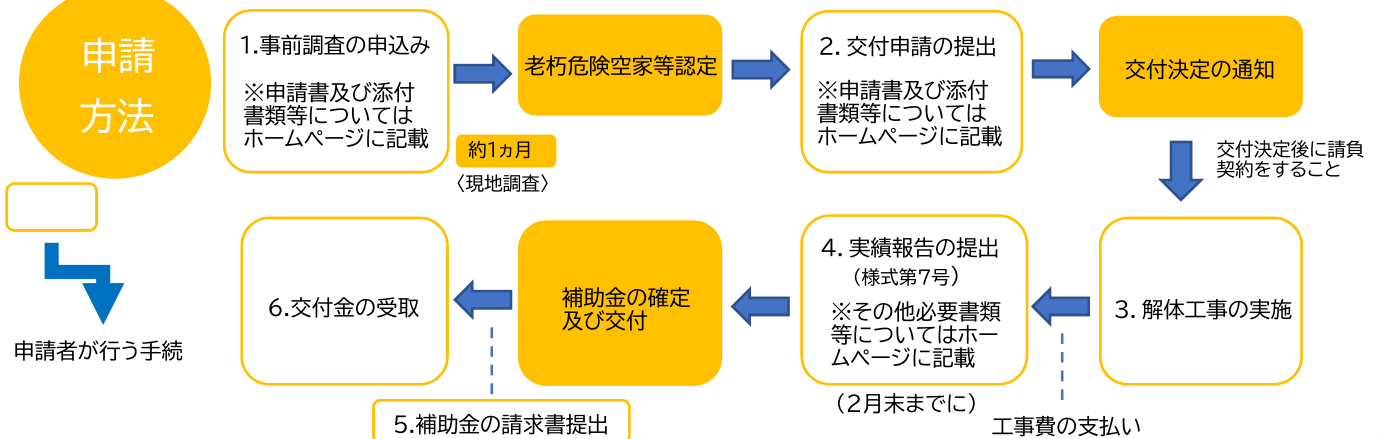 申請
方法
1.事前調査の申込み
※申請書及び添付
書類等については
ホームページに記載
約1ヵ月
〈現地調査〉
老朽危険空家等認定
2. 交付申請の提出
※申請書及び添付
書類等については
ホームページに記載
交付決定の通知
交付決定後に請負
契約をすること
3. 解体工事の実施
工事費の支払い
4. 実績報告の提出
(様式第7号)
※その他必要書類
等についてはホー
ムページに記載
(2月末までに)
補助金の確定
及び交付
5.補助金の請求書提出
6.交付金の受取
申請者が行う手続